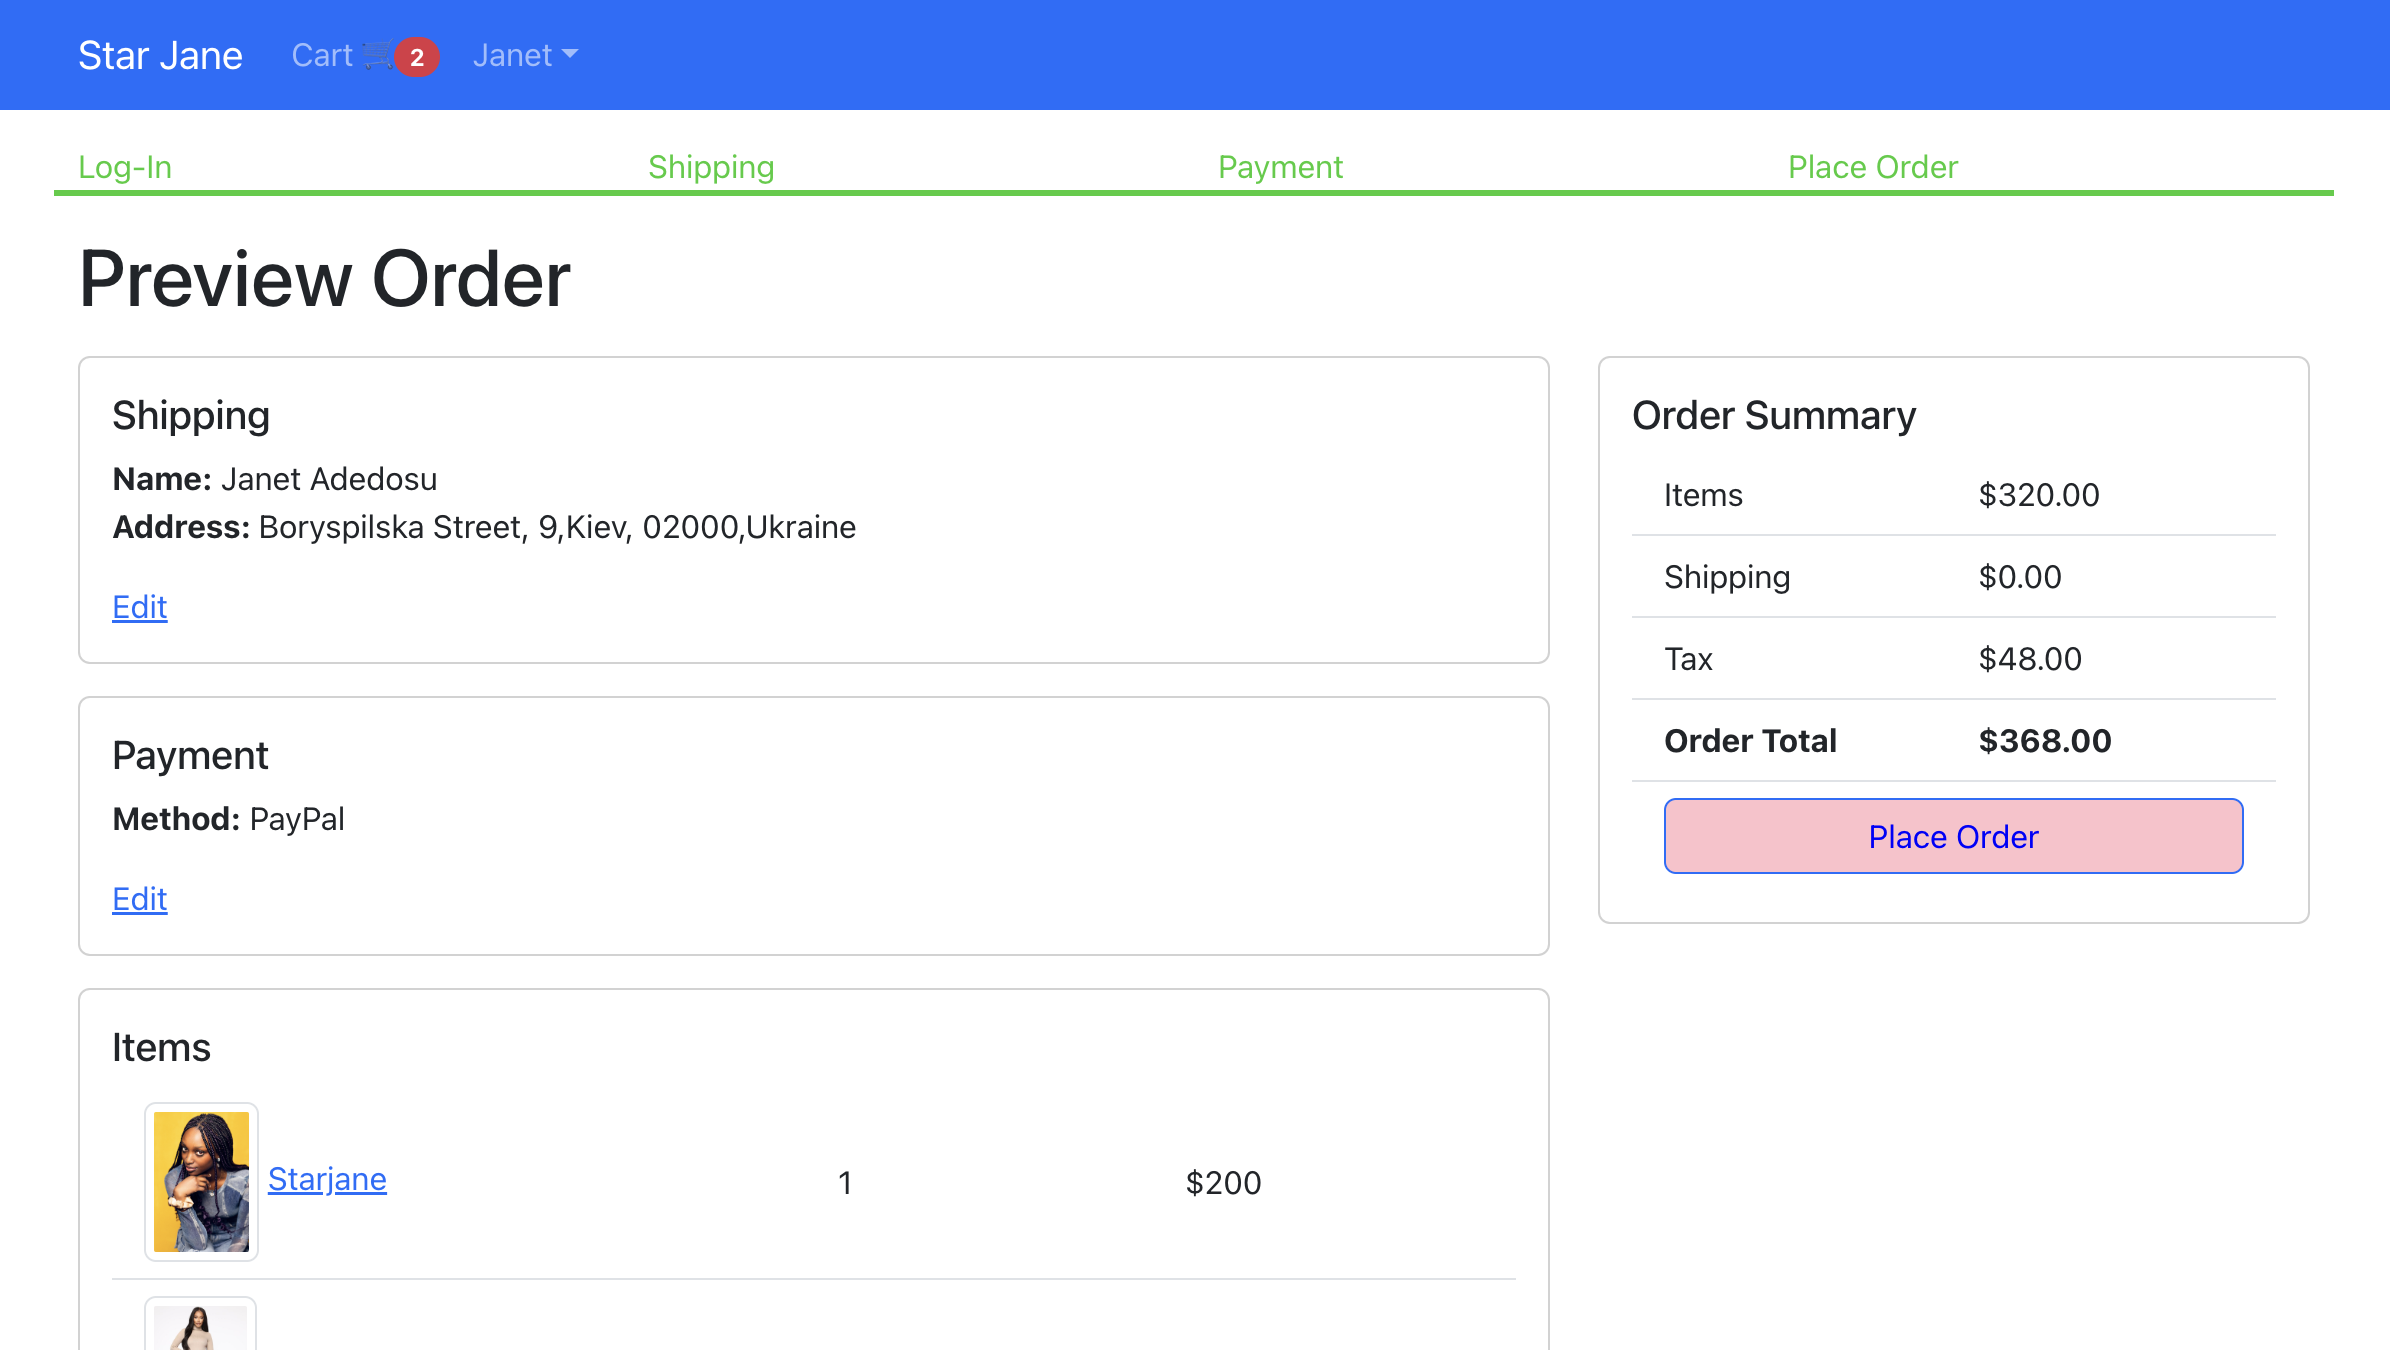 Star Jane Cart 2 Janet
Log-In Shipping Payment Place Order
Preview Order
Shipping
Name: Janet Adedosu
Address: Boryspilska Street, 9,Kiev, 02000,Ukraine
Edit
Payment
Method: PayPal
Edit
Items
Starjane 1 $200
Order Summary
Items $320.00
Shipping $0.00
Tax $48.00
Order Total $368.00
Place Order